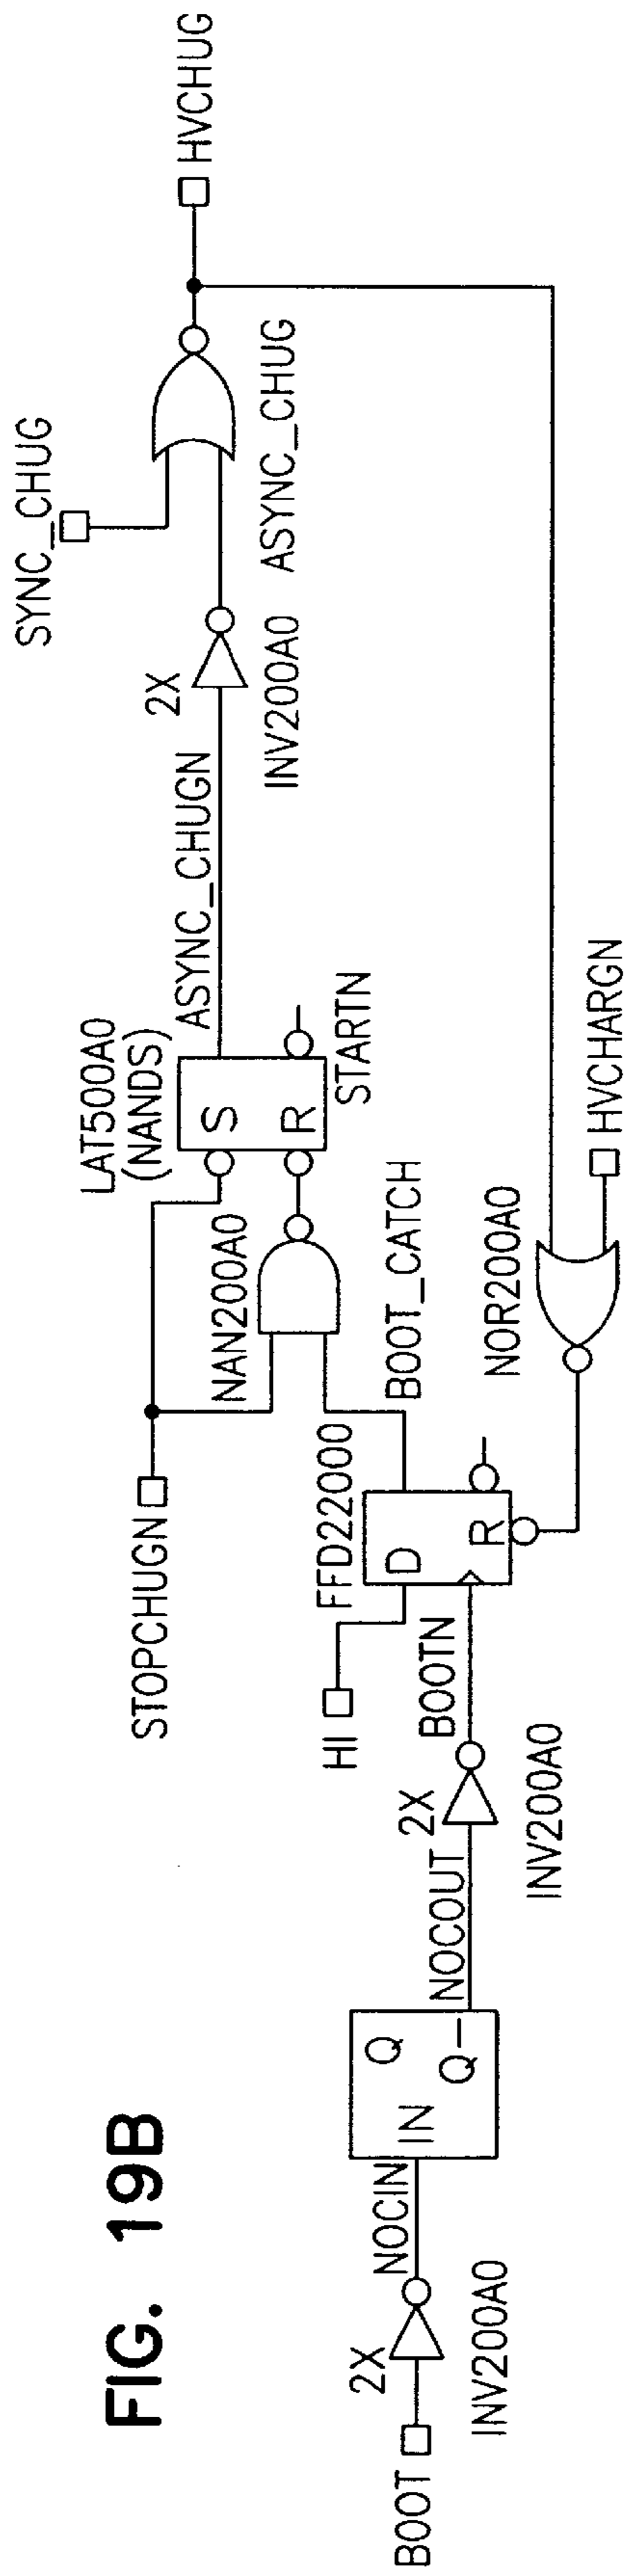 FIG. 19B
BOOT
2X
INV200A0
NOCIN
IN
Q
Q–
NOCOUT
2X
INV200A0
BOOTN
HI
FFD22000
D
R
BOOT_CATCH
STOPCHUGN
NAN200A0
LAT500A0
(NANDS)
S
R
STARTN
NOR200A0
HVCHARGN
ASYNC_CHUGN
2X
INV200A0
ASYNC_CHUG
SYNC_CHUG
HVCHUG